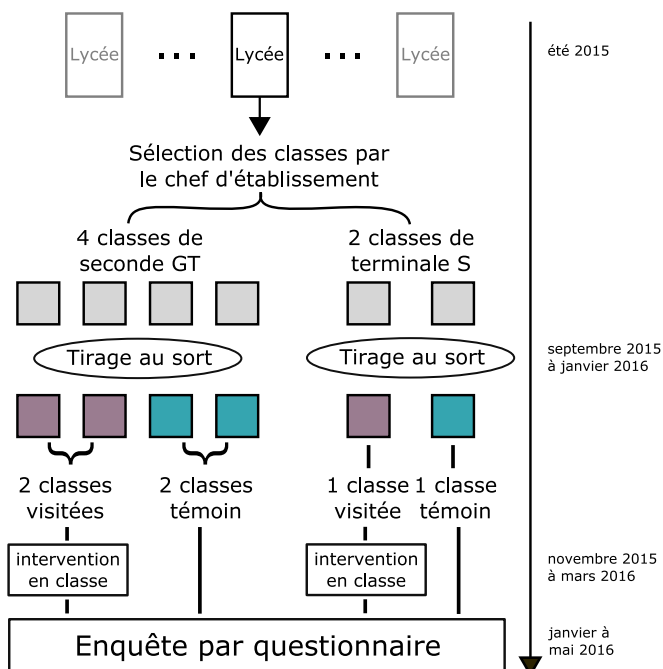 Lycée ... Lycée ... Lycée
été 2015
Sélection des classes par
le chef d'établissement
4 classes de
seconde GT
2 classes de
terminale S
Tirage au sort
Tirage au sort
septembre 2015
à janvier 2016
2 classes
visitées
2 classes
témoin
1 classe
visitée
1 classe
témoin
intervention
en classe
intervention
en classe
novembre 2015
à mars 2016
Enquête par questionnaire
janvier à
mai 2016